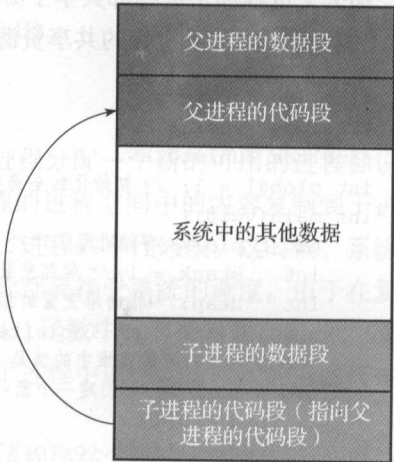 父进程的数据段
父进程的代码段
系统中的其他数据
子进程的数据段
子进程的代码段（指向父
进程的代码段）